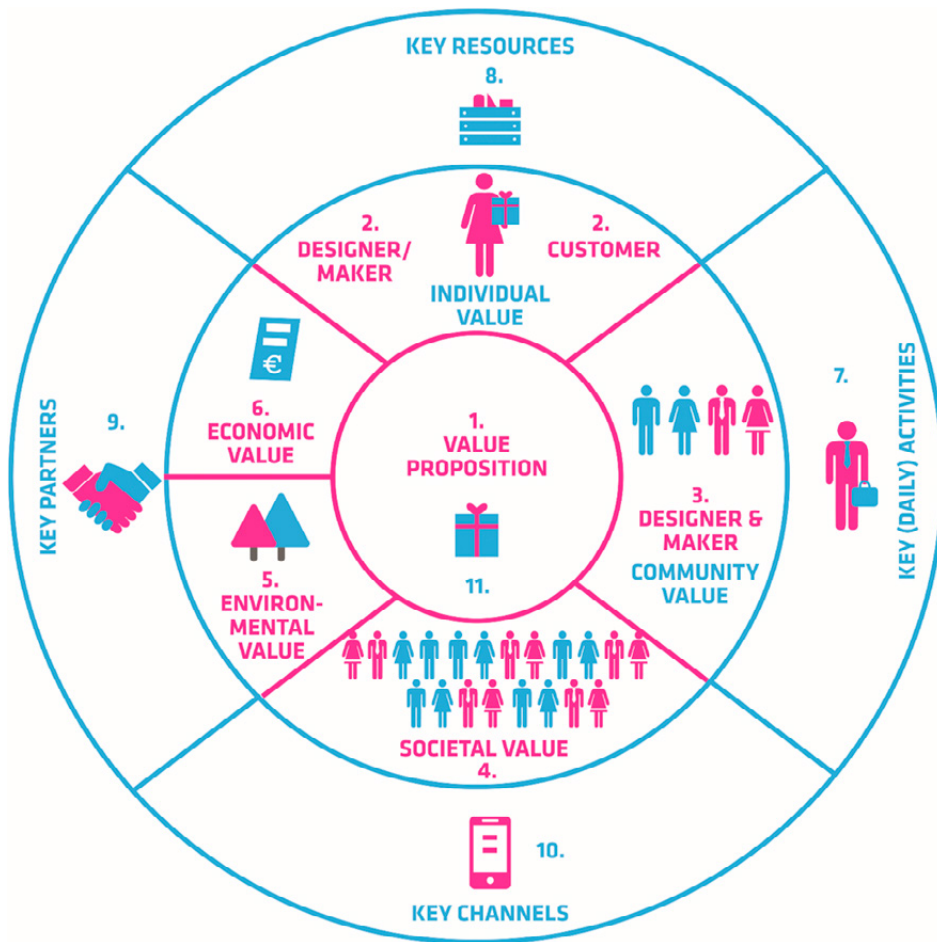 KEY RESOURCES
8.
2.
DESIGNER/
MAKER
2.
CUSTOMER
INDIVIDUAL
VALUE
€
6.
ECONOMIC
VALUE
1.
VALUE
PROPOSITION
11.
3.
DESIGNER &
MAKER
COMMUNITY
VALUE
7.
KEY (DAILY) ACTIVITIES
9.
KEY PARTNERS
5.
ENVIRON-
MENTAL
VALUE
SOCIETAL VALUE
4.
10.
KEY CHANNELS